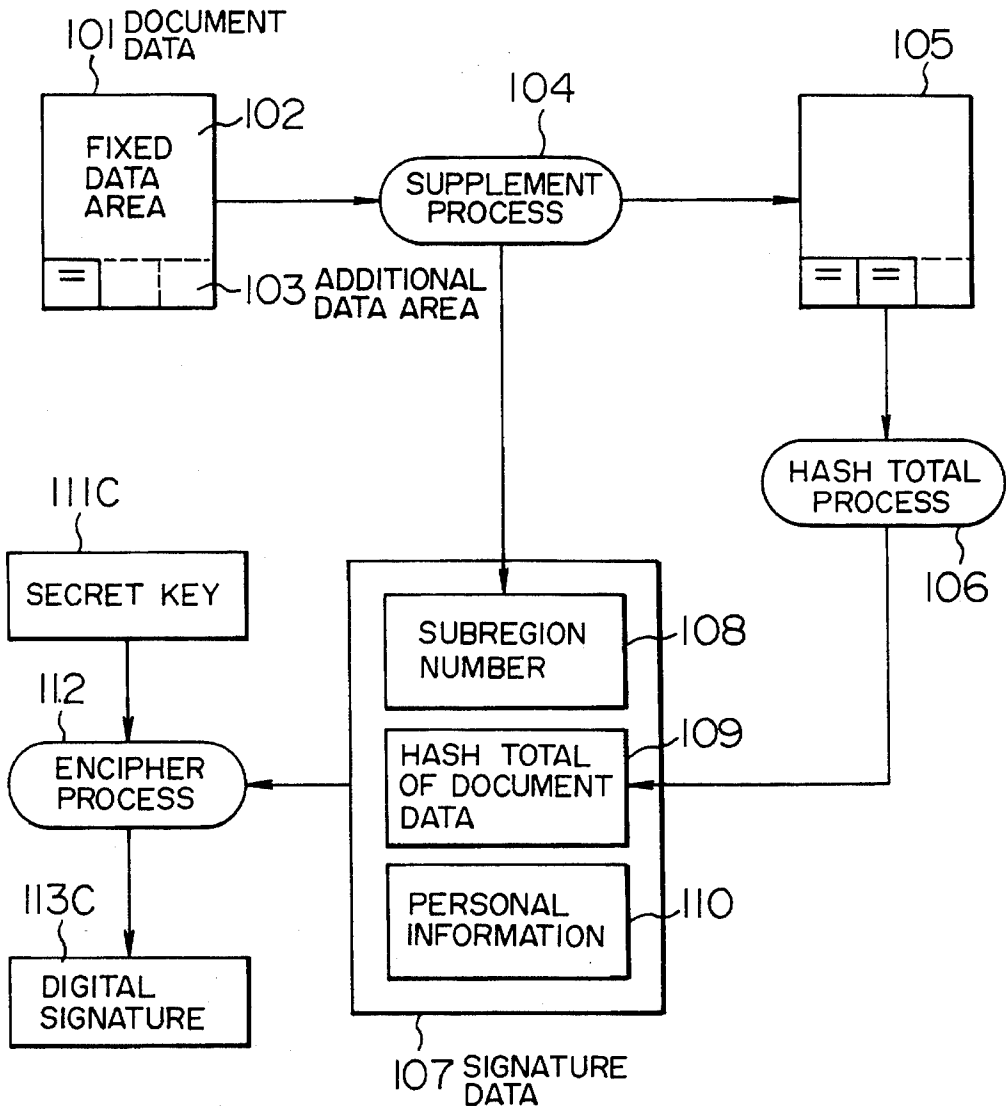 101 DOCUMENT
DATA
102
FIXED
DATA
AREA
103 ADDITIONAL
DATA AREA
104
SUPPLEMENT
PROCESS
105
HASH TOTAL
PROCESS
106
111C
SECRET KEY
112
ENCIPHER
PROCESS
113C
DIGITAL
SIGNATURE
SUBREGION
NUMBER
108
HASH TOTAL
OF DOCUMENT
DATA
109
PERSONAL
INFORMATION
110
107 SIGNATURE
DATA